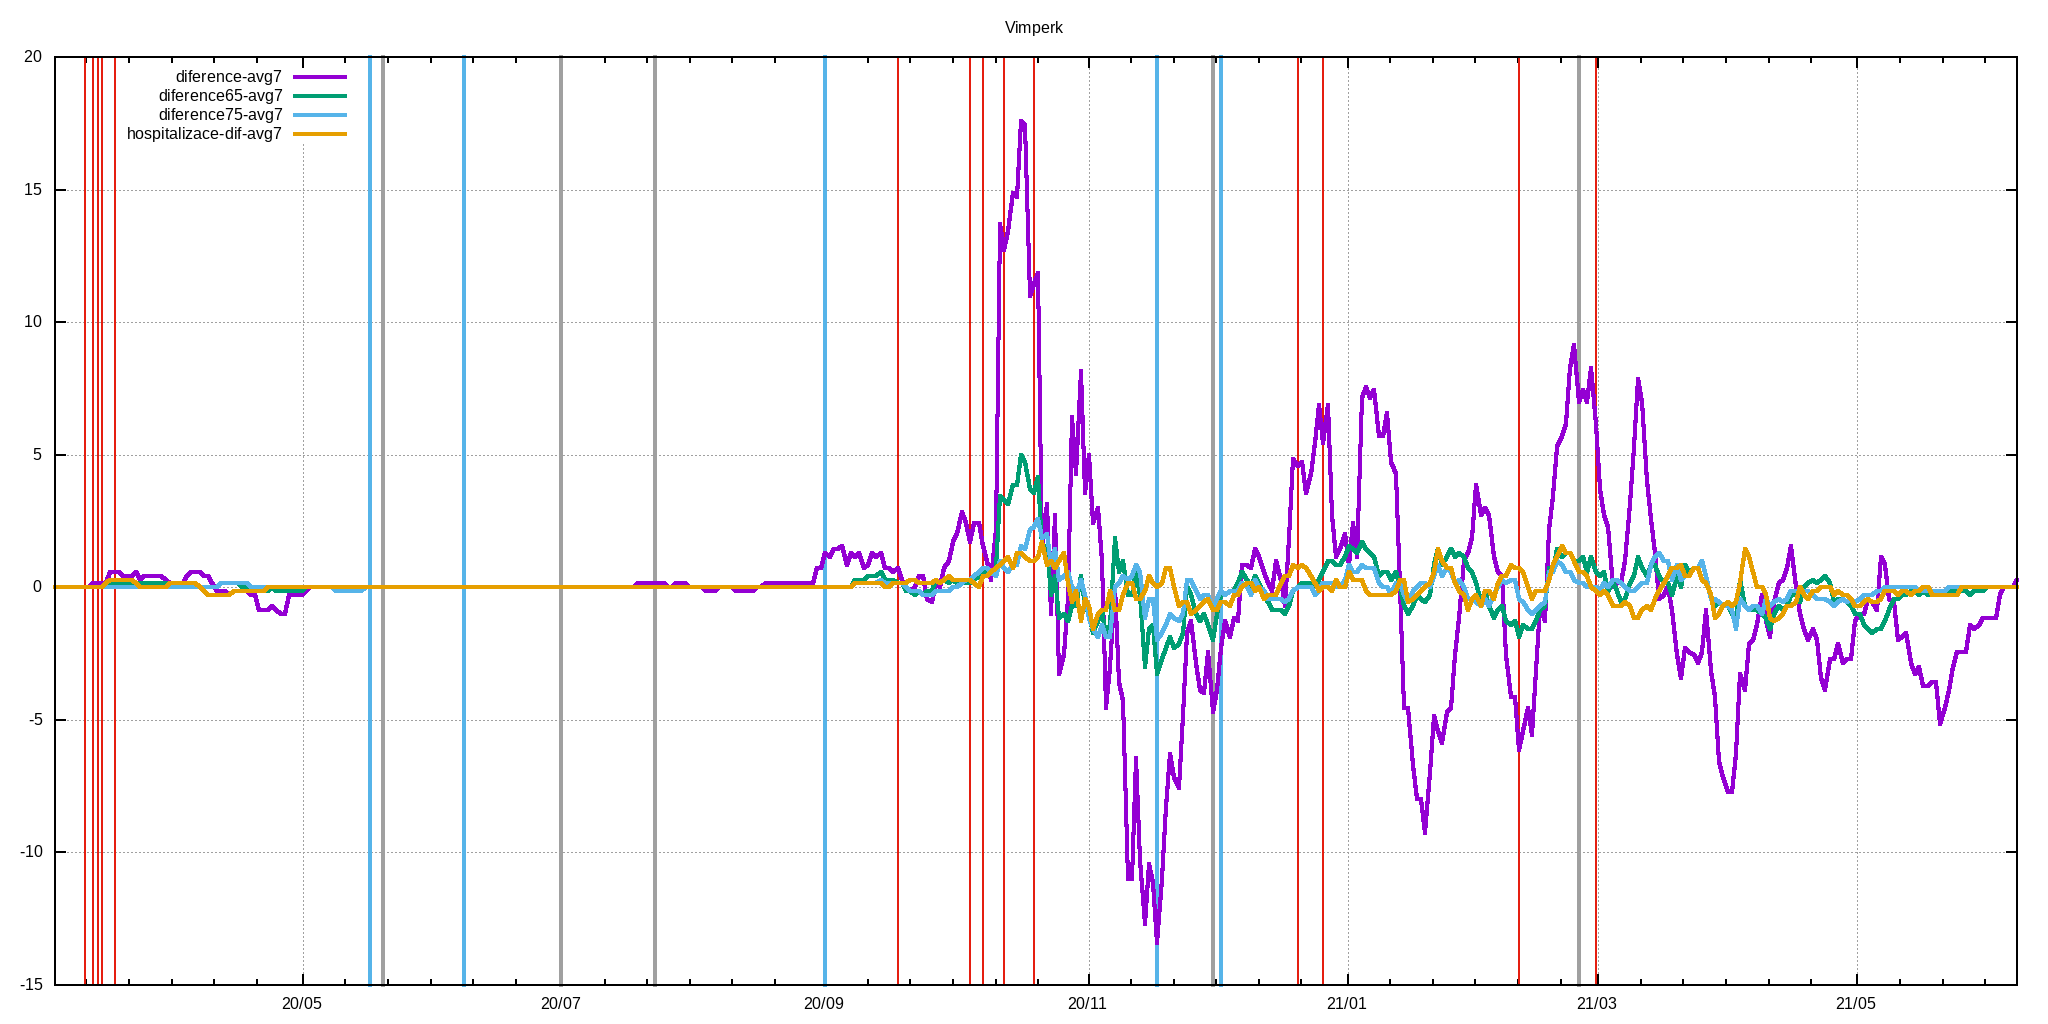 Vimperk
20
diference-avg7
diference65-avg7
diference75-avg7
hospitalizace-dif-avg7
15
10
5
0
-5
-10
-15
20/05 20/07 20/09 20/11 21/01 21/03 21/05